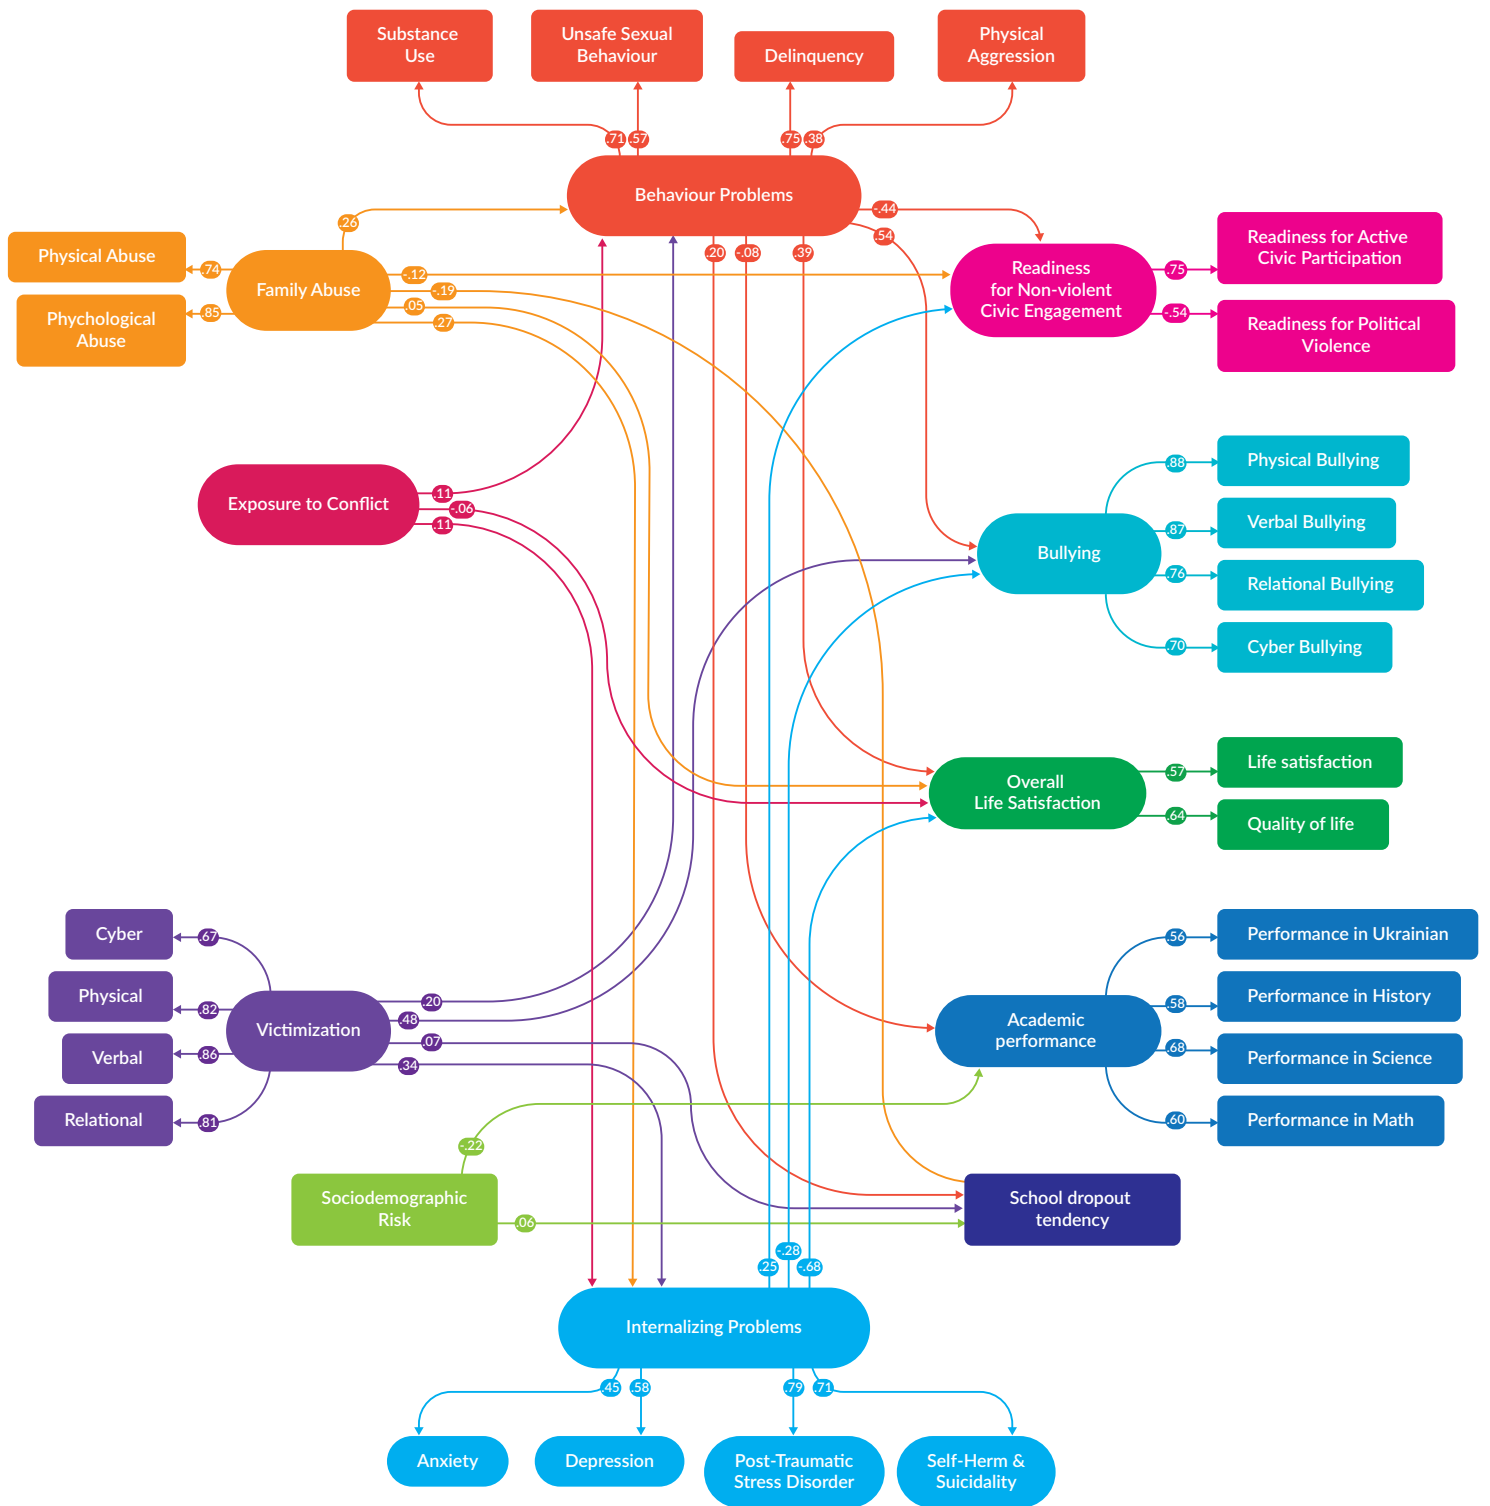 Substance
Use
Unsafe Sexual
Behaviour
Delinquency
Physical
Aggression
.71
.57
.75
.38
Behaviour Problems
.26
-.44
.54
.20
-.08
.39
Physical Abuse
Phychological
Abuse
.74
.85
Family Abuse
-.12
-.19
.05
.27
Readiness
for Non-violent
Civic Engagement
.75
-.54
Readiness for Active
Civic Participation
Readiness for Political
Violence
Exposure to Conflict
.11
-.06
.11
Bullying
.88
.87
.76
.70
Physical Bullying
Verbal Bullying
Relational Bullying
Cyber Bullying
Overall
Life Satisfaction
.57
.64
Life satisfaction
Quality of life
Cyber
Physical
Verbal
Relational
.67
.82
.86
.81
Victimization
.20
.48
.07
.34
Academic
performance
.56
.58
.68
.60
Performance in Ukrainian
Performance in History
Performance in Science
Performance in Math
Sociodemographic
Risk
-.22
.06
School dropout
tendency
.25
-.28
-.68
Internalizing Problems
.45
.58
.79
.71
Anxiety
Depression
Post-Traumatic
Stress Disorder
Self-Herm &
Suicidality